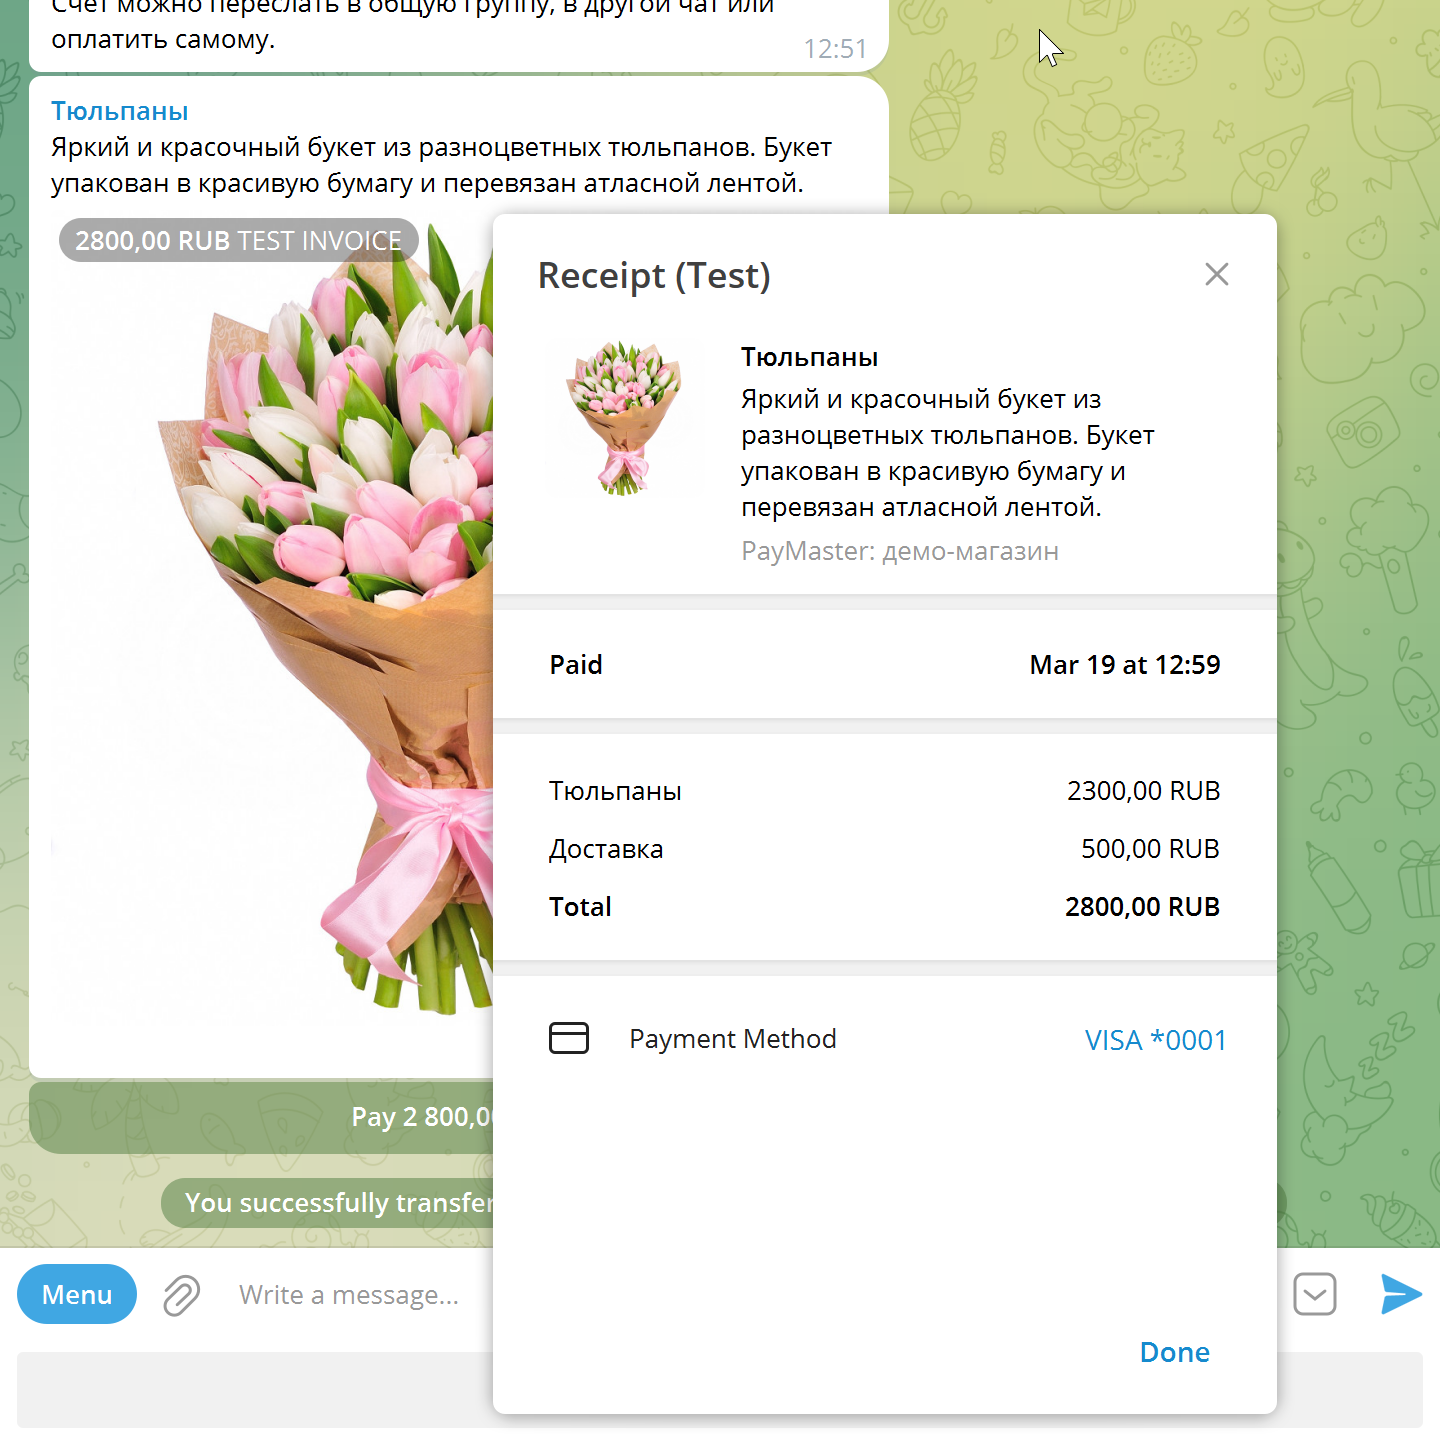 Счет можно переслать в общую группу, в другой чат или
оплатить самому.
12:51
Тюльпаны
Яркий и красочный букет из разноцветных тюльпанов. Букет
упакован в красивую бумагу и перевязан атласной лентой.
2800,00 RUB TEST INVOICE
Receipt (Test)
Тюльпаны
Яркий и красочный букет из
разноцветных тюльпанов. Букет
упакован в красивую бумагу и
перевязан атласной лентой.
PayMaster: демо-магазин
Paid Mar 19 at 12:59
Тюльпаны 2300,00 RUB
Доставка 500,00 RUB
Total 2800,00 RUB
Payment Method VISA *0001
Pay 2 800,0
You successfully transfer
Menu Write a message...
Done